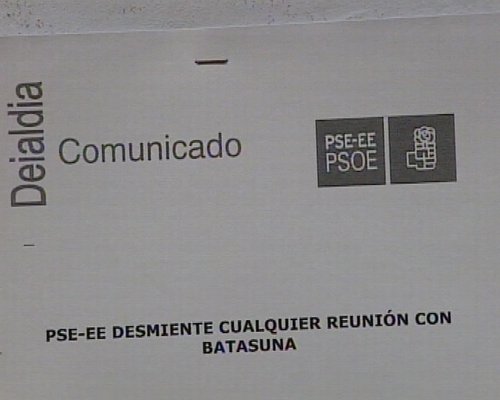 Deialdia
Comunicado
PSE-EE
PSOE
PSE-EE DESMIENTE CUALQUIER REUNIÓN CON
BATASUNA